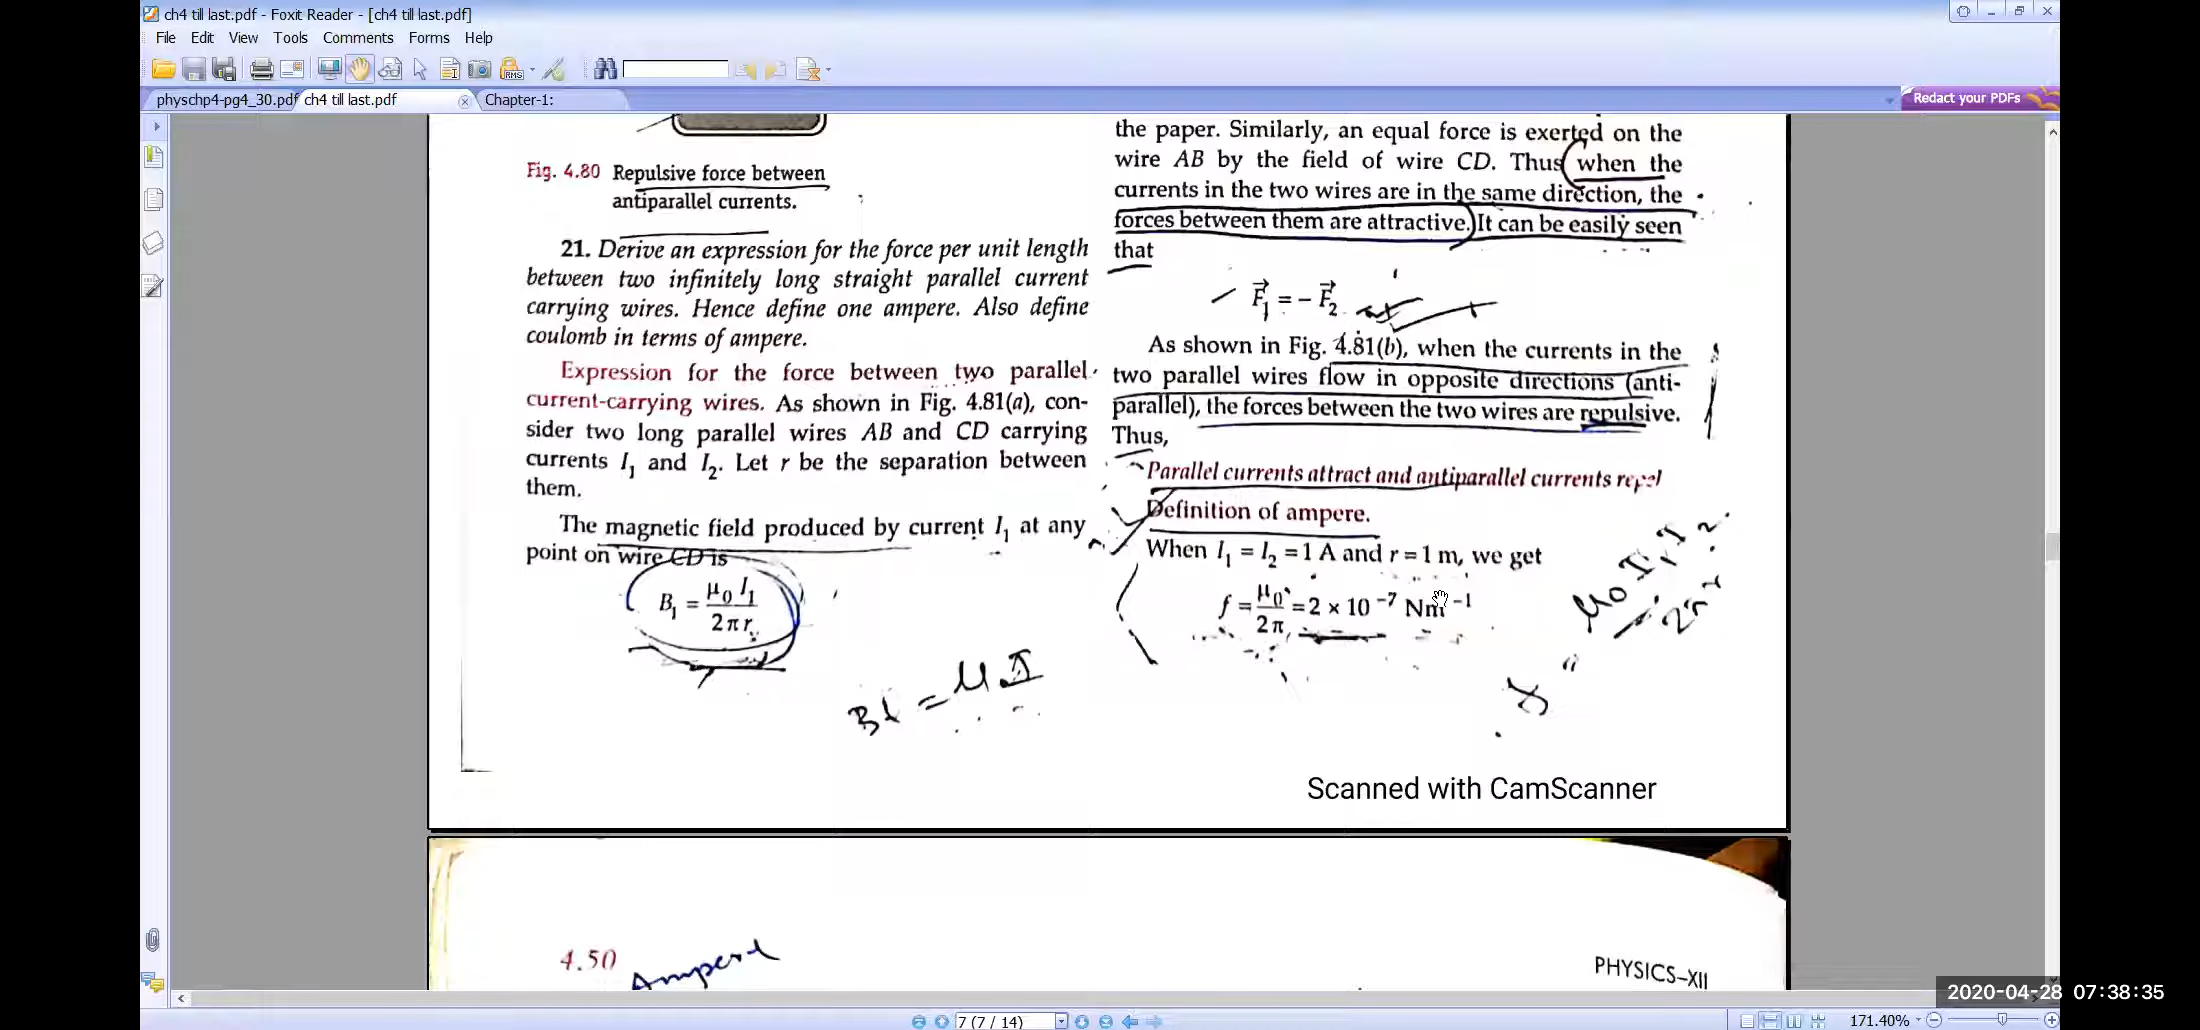 ch4 till last.pdf - Foxit Reader - [ch4 till last.pdf]
File Edit View Tools Comments Forms Help
physchp4-pg4_30.pdf ch4 till last.pdf Chapter-1:
Redact your PDFs
Fig. 4.80 Repulsive force between
antiparallel currents.
21. Derive an expression for the force per unit length
between two infinitely long straight parallel current
carrying wires. Hence define one ampere. Also define
coulomb in terms of ampere.
Expression for the force between two parallel
current-carrying wires. As shown in Fig. 4.81(a), con-
sider two long parallel wires AB and CD carrying
currents I₁ and I₂. Let r be the separation between
them.
The magnetic field produced by current I₁ at any
point on wire CD is
B₁ = μ₀ I₁ / 2π r
Bl = μ₀I
the paper. Similarly, an equal force is exerted on the
wire AB by the field of wire CD. Thus when the
currents in the two wires are in the same direction, the
forces between them are attractive. It can be easily seen
that
F⃗₁ = − F⃗₂
As shown in Fig. 4.81(b), when the currents in the
two parallel wires flow in opposite directions (anti-
parallel), the forces between the two wires are repulsive.
Thus,
Parallel currents attract and antiparallel currents repel
Definition of ampere.
When I₁ = I₂ = 1 A and r = 1 m, we get
f = μ₀ / 2π = 2 × 10⁻⁷ Nm⁻¹
μ₀ I₁ I₂
Scanned with CamScanner
4.50
Ampere
PHYSICS–XII
2020-04-28 07:38:35
7 (7 / 14)
171.40%